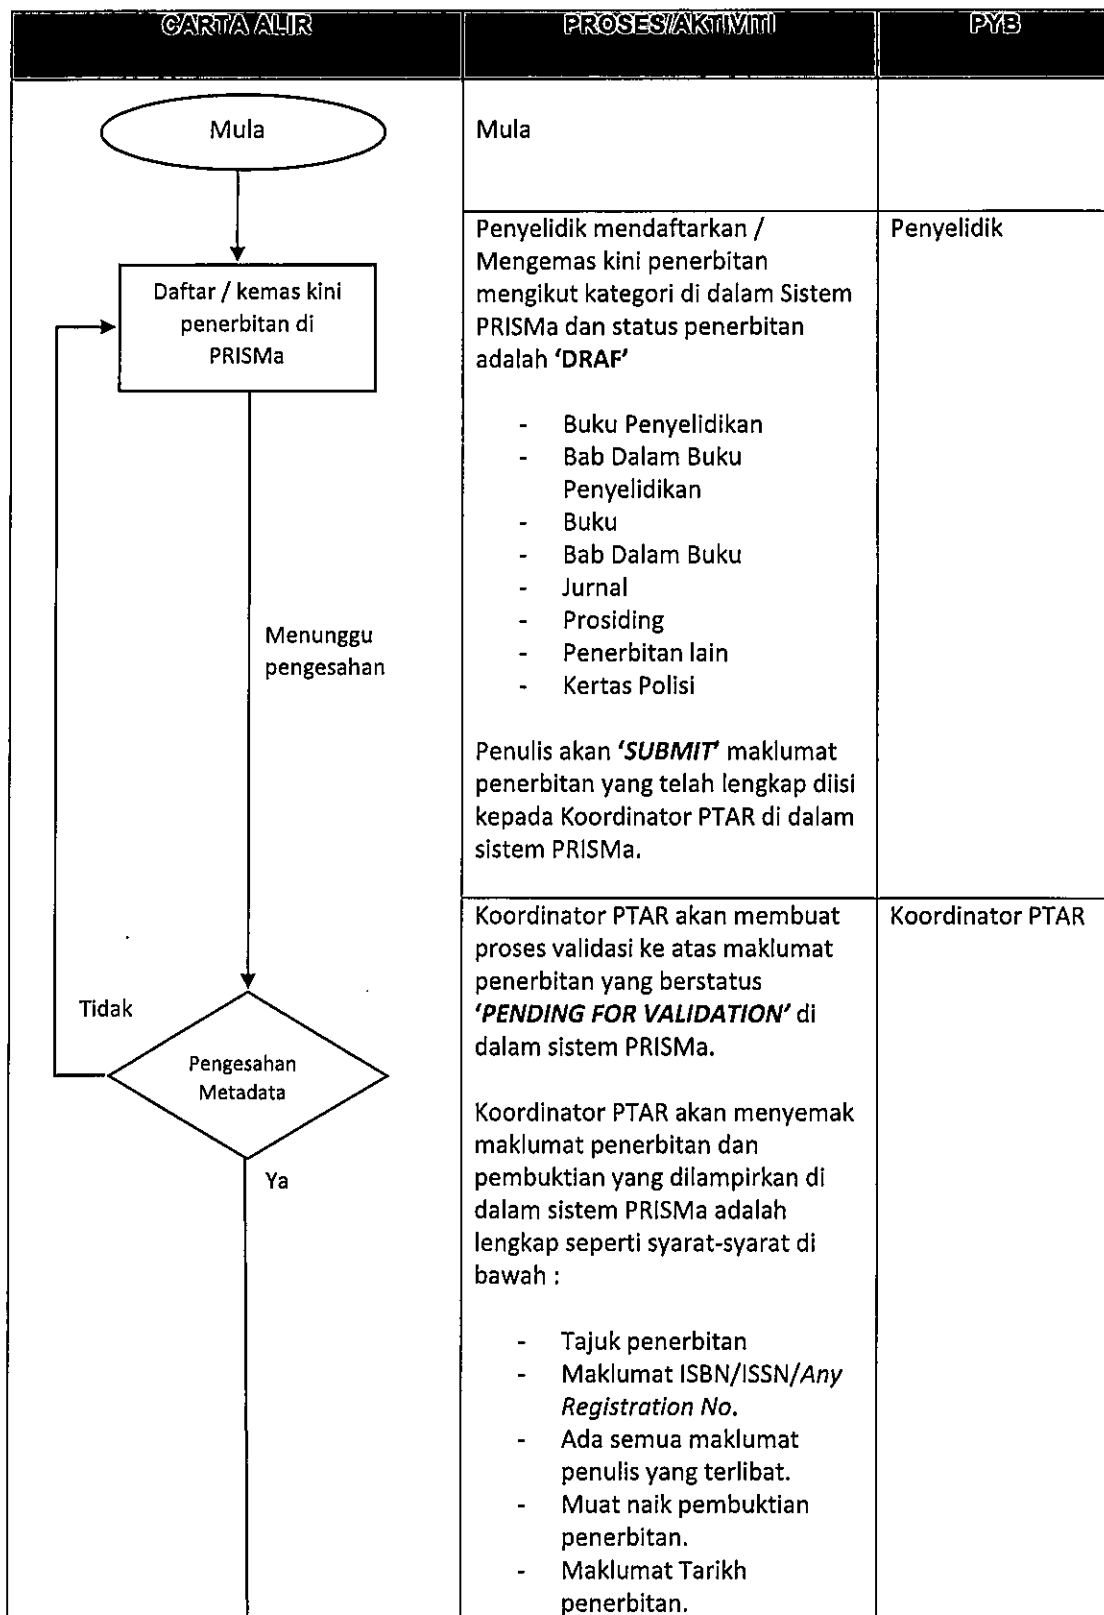 CARTA ALIR
PROSES/AKTIVITI
PYB
Mula
Mula
Daftar / kemas kini
penerbitan di
PRISMa
Penyelidik mendaftarkan /
Mengemas kini penerbitan
mengikut kategori di dalam Sistem
PRISMa dan status penerbitan
adalah ‘DRAF’
- Buku Penyelidikan
- Bab Dalam Buku
Penyelidikan
- Buku
- Bab Dalam Buku
- Jurnal
- Prosiding
- Penerbitan lain
- Kertas Polisi
Penulis akan ‘SUBMIT’ maklumat
penerbitan yang telah lengkap diisi
kepada Koordinator PTAR di dalam
sistem PRISMa.
Penyelidik
Menunggu
pengesahan
Tidak
Pengesahan
Metadata
Ya
Koordinator PTAR akan membuat
proses validasi ke atas maklumat
penerbitan yang berstatus
‘PENDING FOR VALIDATION’ di
dalam sistem PRISMa.
Koordinator PTAR akan menyemak
maklumat penerbitan dan
pembuktian yang dilampirkan di
dalam sistem PRISMa adalah
lengkap seperti syarat-syarat di
bawah :
- Tajuk penerbitan
- Maklumat ISBN/ISSN/Any
Registration No.
- Ada semua maklumat
penulis yang terlibat.
- Muat naik pembuktian
penerbitan.
- Maklumat Tarikh
penerbitan.
Koordinator PTAR